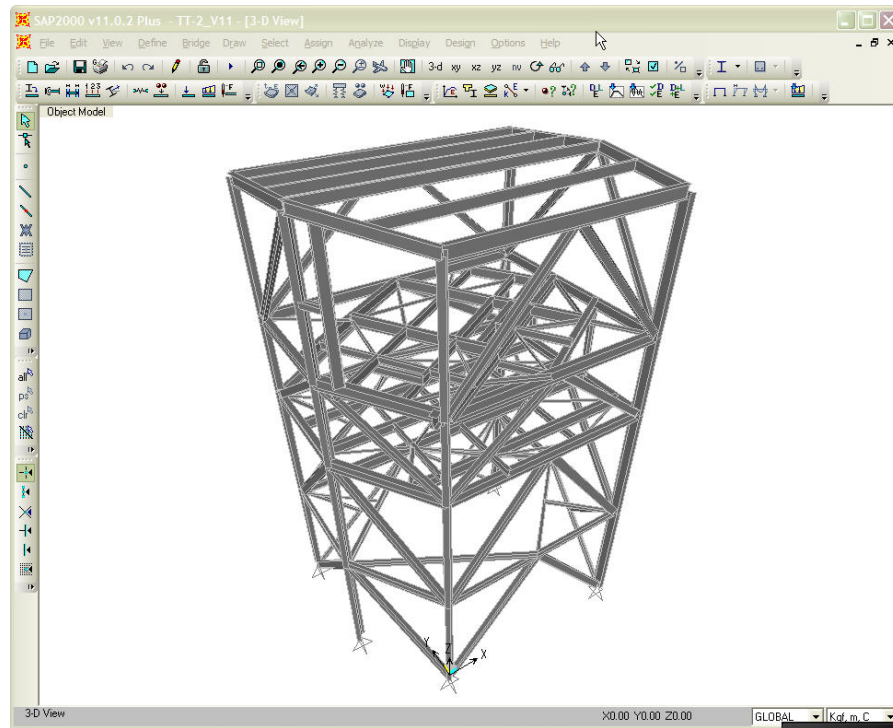 SAP2000 v11.0.2 Plus - TT-2_V11 - [3-D View]
File Edit View Define Bridge Draw Select Assign Analyze Display Design Options Help
3-d xy xz yz nv
Object Model
all
ps
clr
Y Z X
3-D View X0.00 Y0.00 Z0.00 GLOBAL Kgf, m, C